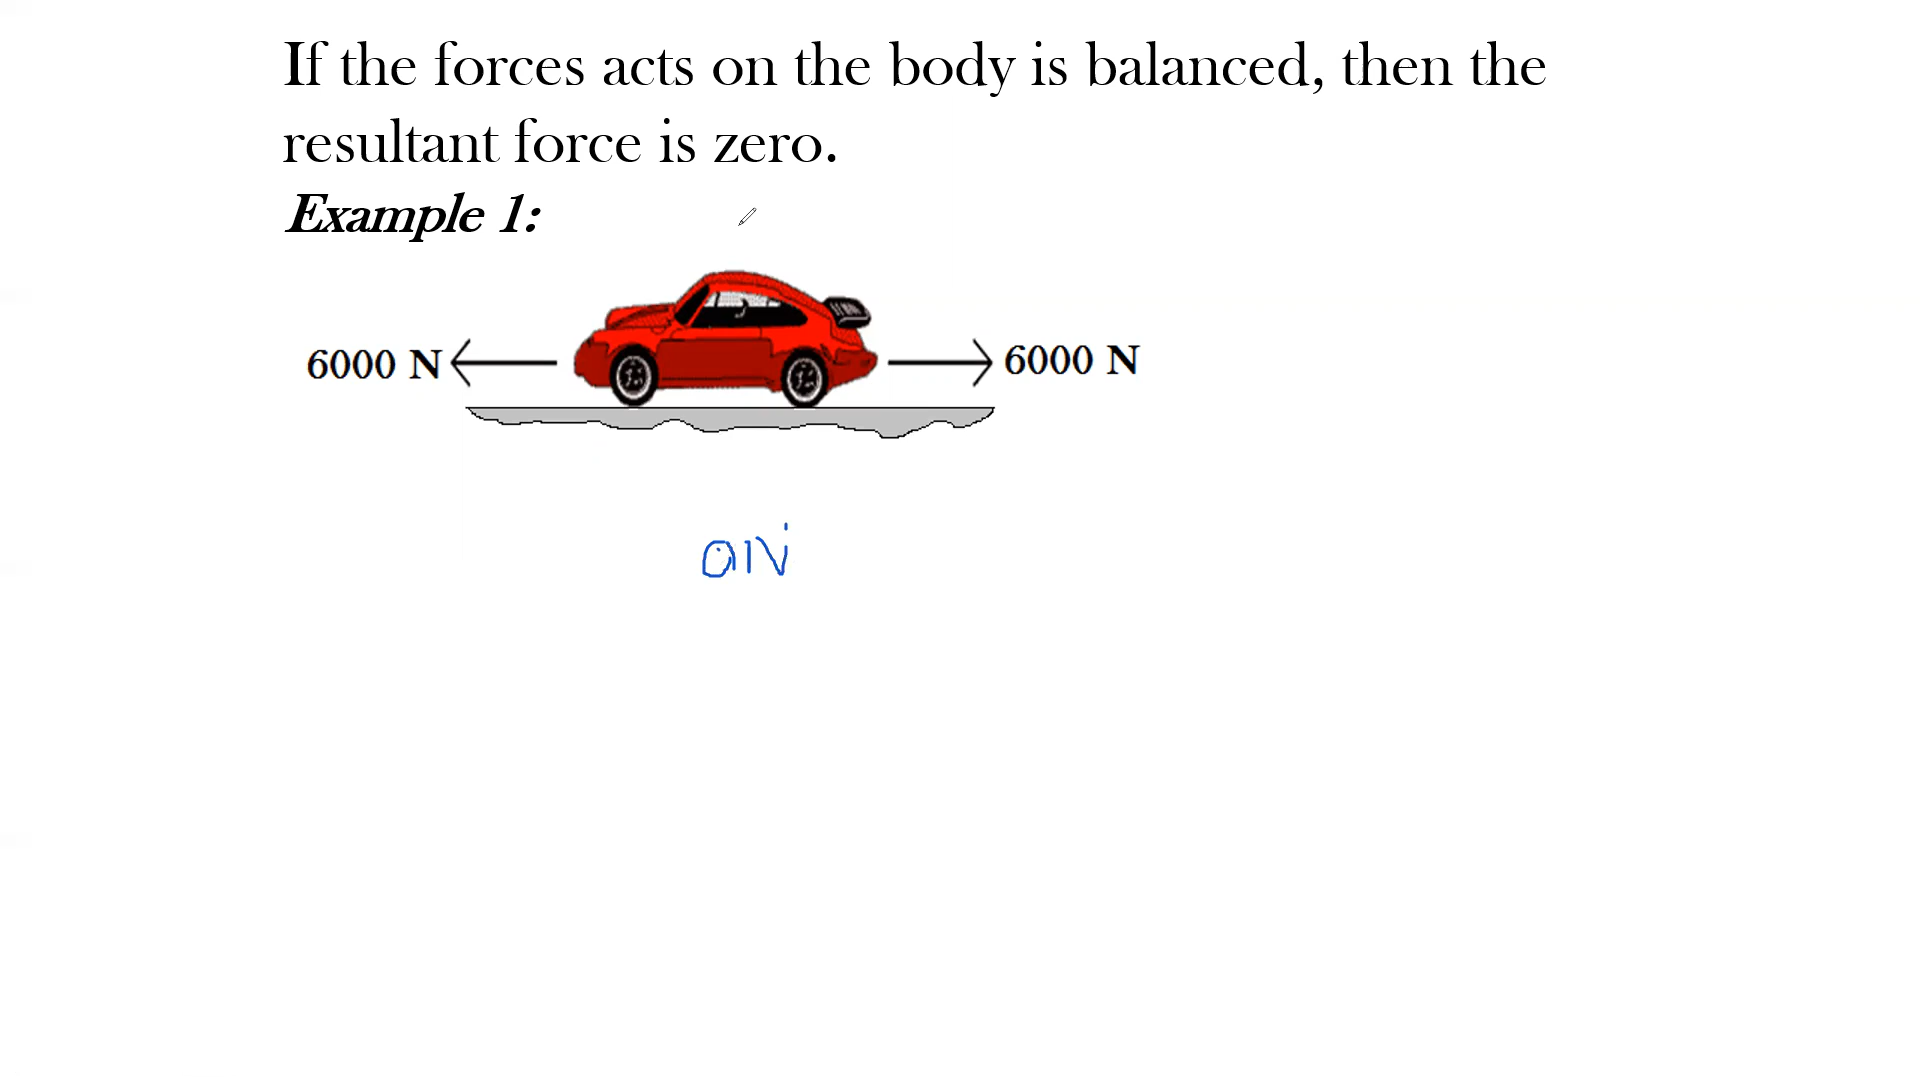 If the forces acts on the body is balanced, then the
resultant force is zero.
Example 1:
6000 N
6000 N
0N